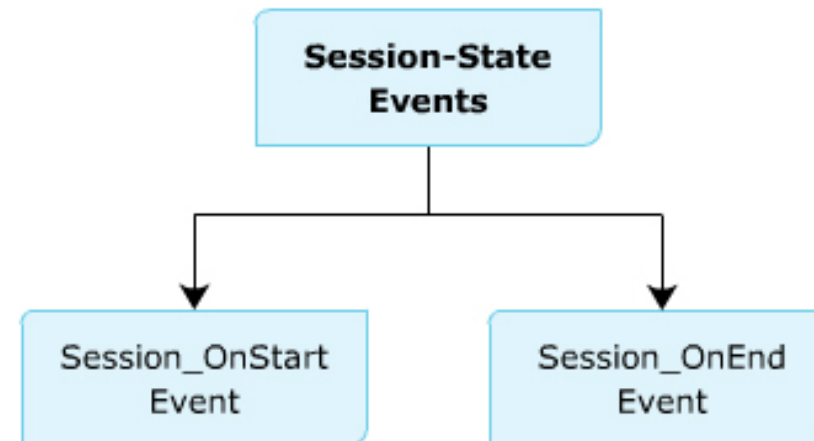 Session-State
Events
Session_OnStart
Event
Session_OnEnd
Event